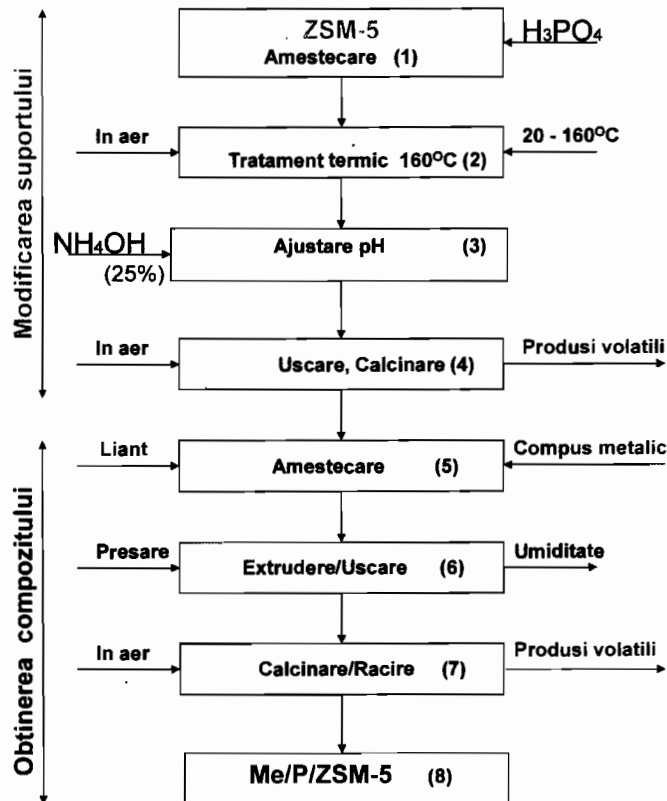 Modificarea suportului
ZSM-5
Amestecare (1)
H₃PO₄
In aer
Tratament termic 160°C (2)
20 - 160°C
NH₄OH
(25%)
Ajustare pH (3)
In aer
Uscare, Calcinare (4)
Produsi volatili
Obtinerea compozitului
Liant
Amestecare (5)
Compus metalic
Presare
Extrudere/Uscare (6)
Umiditate
In aer
Calcinare/Racire (7)
Produsi volatili
Me/P/ZSM-5 (8)